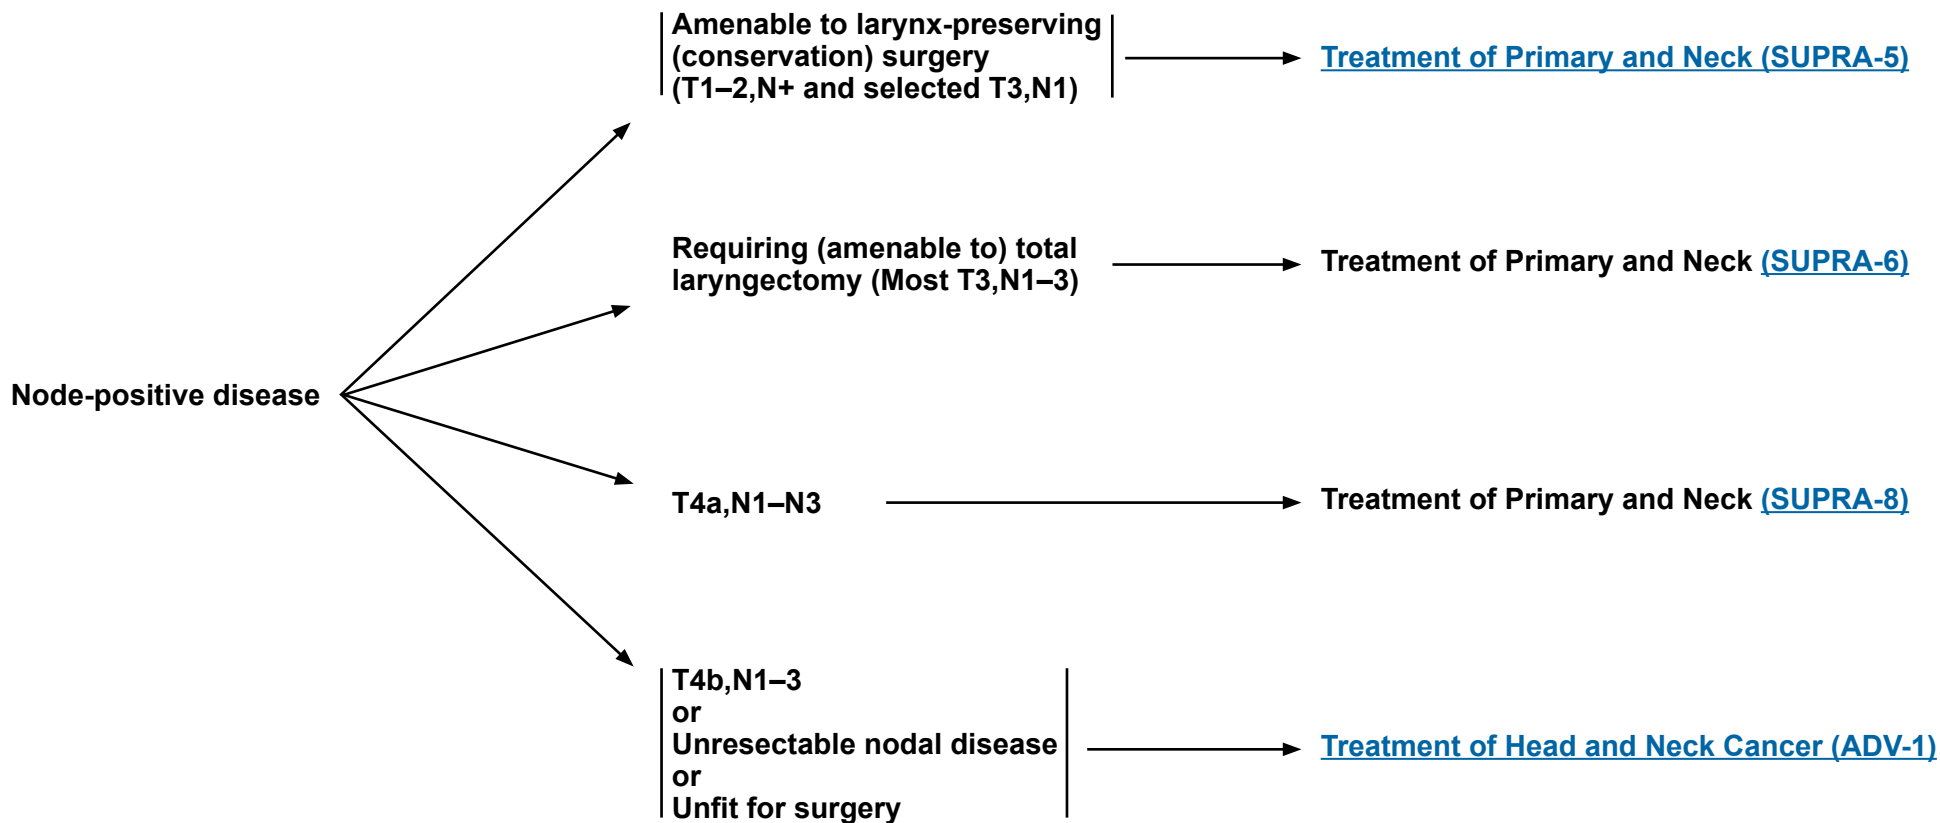 Node-positive disease
Amenable to larynx-preserving
(conservation) surgery
(T1–2,N+ and selected T3,N1)
Treatment of Primary and Neck (SUPRA-5)
Requiring (amenable to) total
laryngectomy (Most T3,N1–3)
Treatment of Primary and Neck (SUPRA-6)
T4a,N1–N3
Treatment of Primary and Neck (SUPRA-8)
T4b,N1–3
or
Unresectable nodal disease
or
Unfit for surgery
Treatment of Head and Neck Cancer (ADV-1)